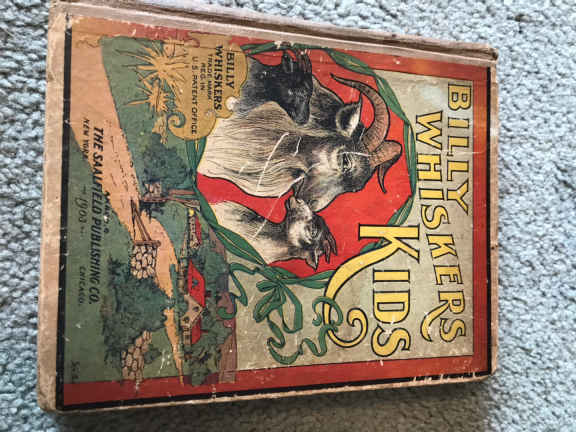 BILLY
WHISKERS
KIDS
BILLY
WHISKERS
TRADE MARK
REG. IN
U.S. PATENT OFFICE
THE SAALFIELD PUBLISHING CO.
NEW YORK
1903
CHICAGO.